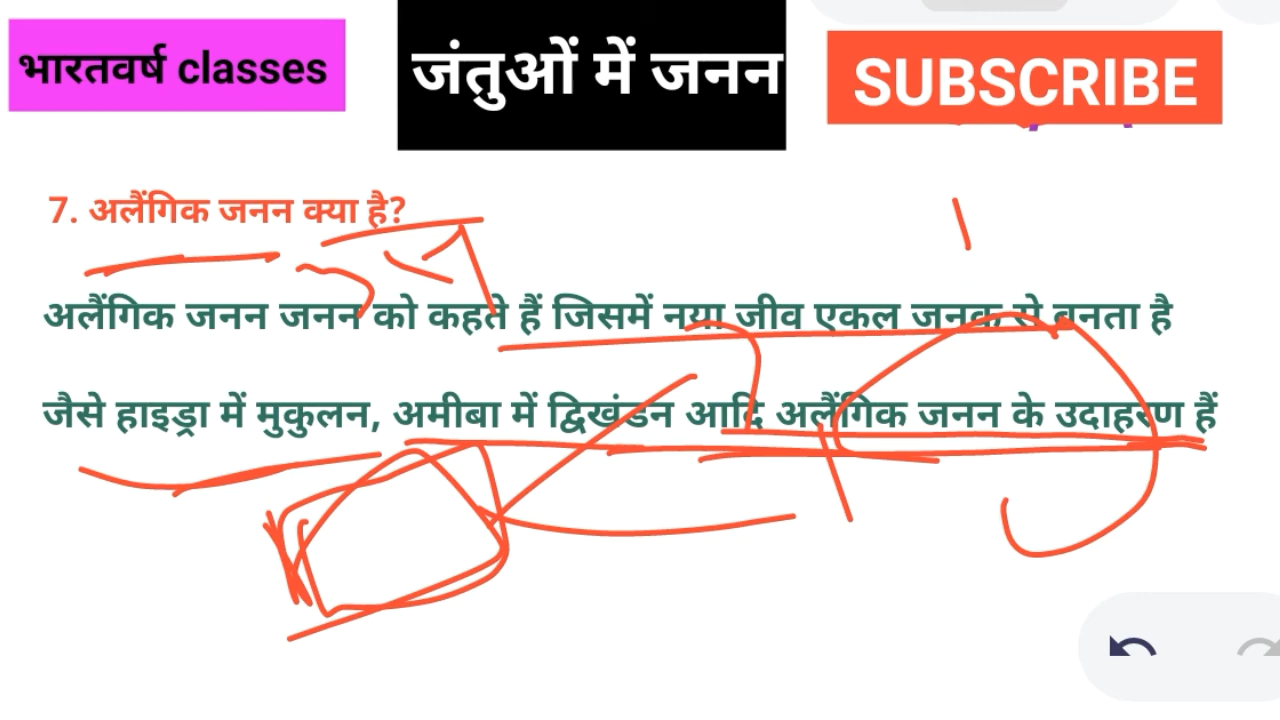 भारतवर्ष classes
जंतुओं में जनन
SUBSCRIBE
7. अलैंगिक जनन क्या है?
अलैंगिक जनन जनन को कहते हैं जिसमें नया जीव एकल जनक से बनता है
जैसे हाइड्रा में मुकुलन, अमीबा में द्विखंडन आदि अलैंगिक जनन के उदाहरण हैं